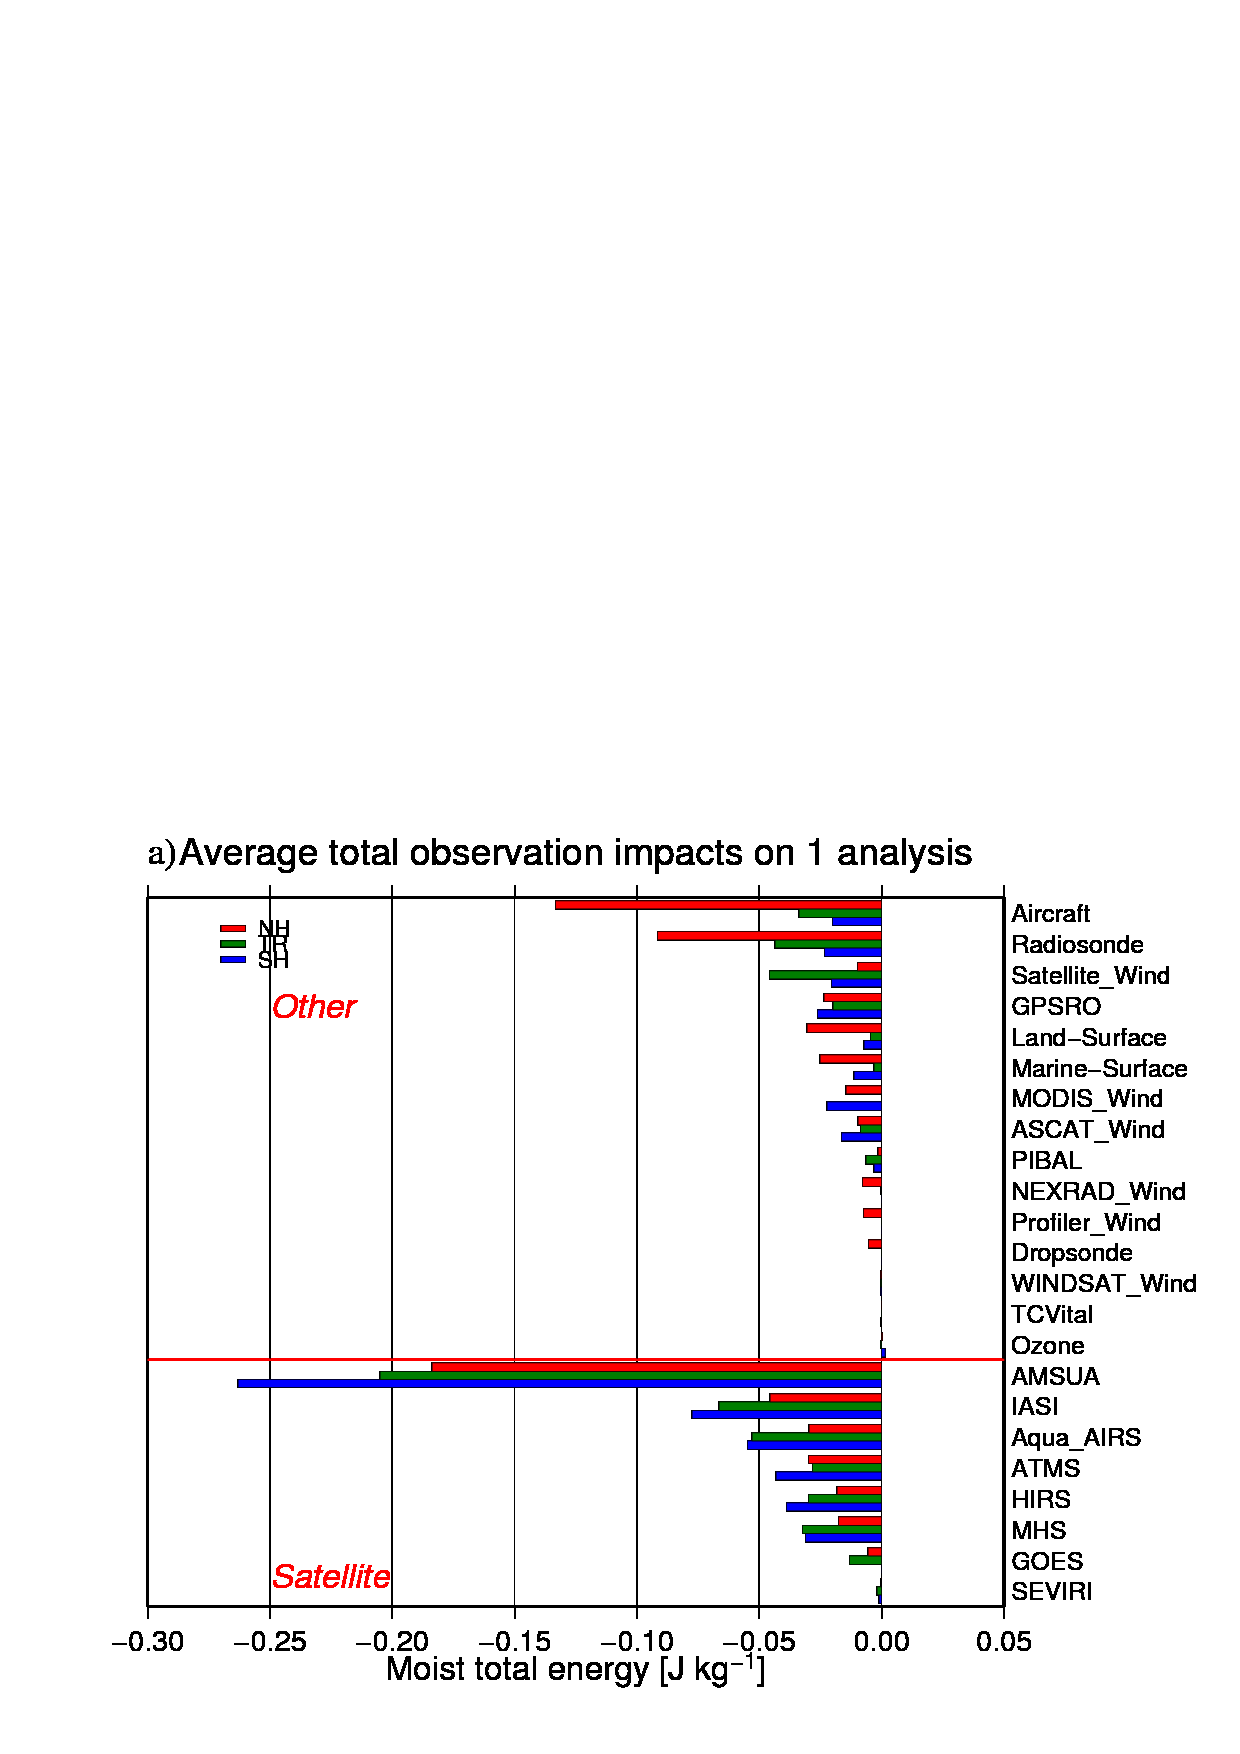 a) Average total observation impacts on 1 analysis
NH
TR
SH
Other
Aircraft
Radiosonde
Satellite_Wind
GPSRO
Land−Surface
Marine−Surface
MODIS_Wind
ASCAT_Wind
PIBAL
NEXRAD_Wind
Profiler_Wind
Dropsonde
WINDSAT_Wind
TCVital
Ozone
AMSUA
IASI
Aqua_AIRS
ATMS
HIRS
MHS
GOES
SEVIRI
Satellite
−0.30 −0.25 −0.20 −0.15 −0.10 −0.05 0.00 0.05
Moist total energy [J kg⁻¹]